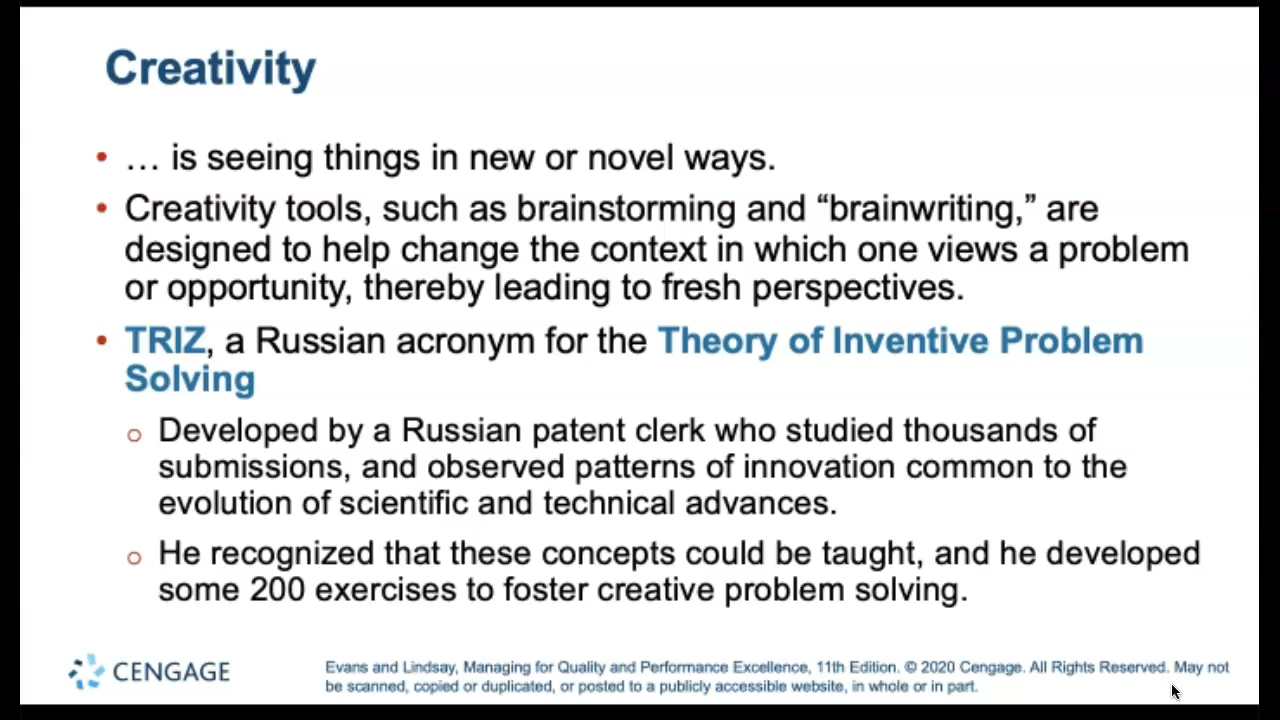 Creativity
• … is seeing things in new or novel ways.
• Creativity tools, such as brainstorming and “brainwriting,” are
designed to help change the context in which one views a problem
or opportunity, thereby leading to fresh perspectives.
• TRIZ, a Russian acronym for the Theory of Inventive Problem
Solving
o Developed by a Russian patent clerk who studied thousands of
submissions, and observed patterns of innovation common to the
evolution of scientific and technical advances.
o He recognized that these concepts could be taught, and he developed
some 200 exercises to foster creative problem solving.
CENGAGE
Evans and Lindsay, Managing for Quality and Performance Excellence, 11th Edition. © 2020 Cengage. All Rights Reserved. May not
be scanned, copied or duplicated, or posted to a publicly accessible website, in whole or in part.